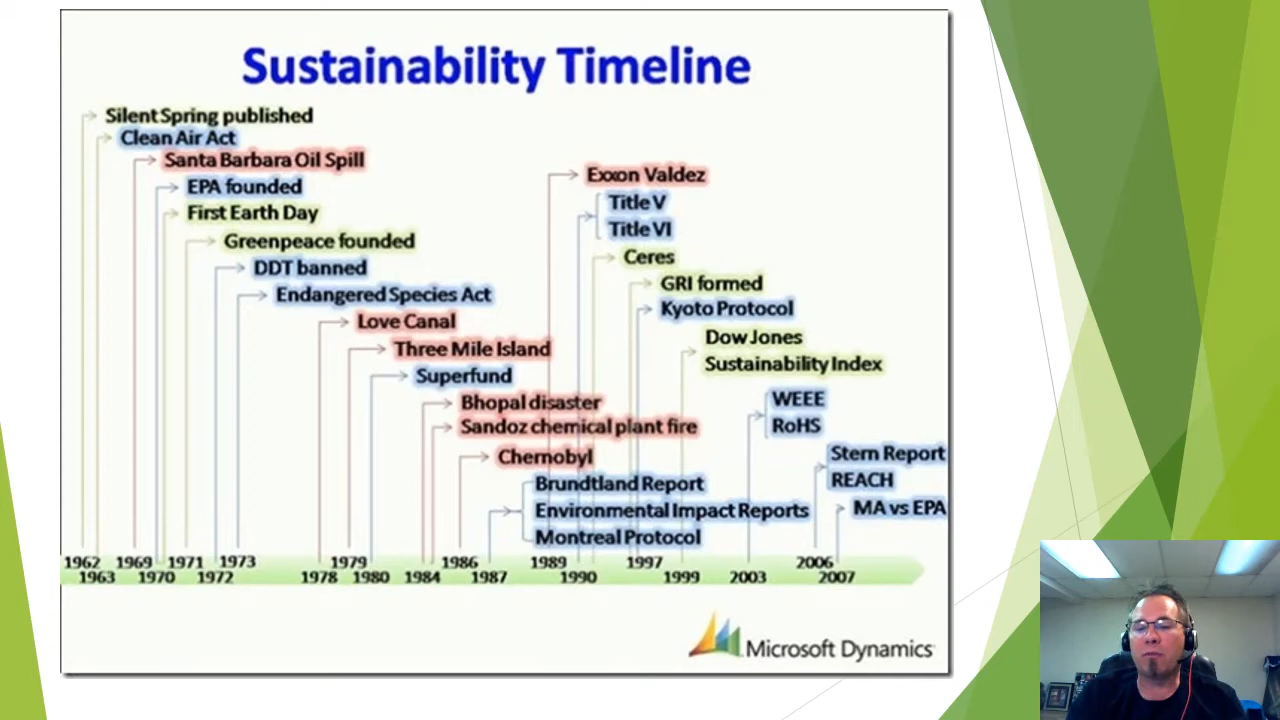 Sustainability Timeline
Silent Spring published
Clean Air Act
Santa Barbara Oil Spill
EPA founded
First Earth Day
Greenpeace founded
DDT banned
Endangered Species Act
Love Canal
Three Mile Island
Superfund
Bhopal disaster
Sandoz chemical plant fire
Chernobyl
Brundtland Report
Environmental Impact Reports
Montreal Protocol
Exxon Valdez
Title V
Title VI
Ceres
GRI formed
Kyoto Protocol
Dow Jones
Sustainability Index
WEEE
RoHS
Stern Report
REACH
MA vs EPA
1962 1969 1971 1973 1979 1986 1989 1997 2006
1963 1970 1972 1978 1980 1984 1987 1990 1999 2003 2007
Microsoft Dynamics